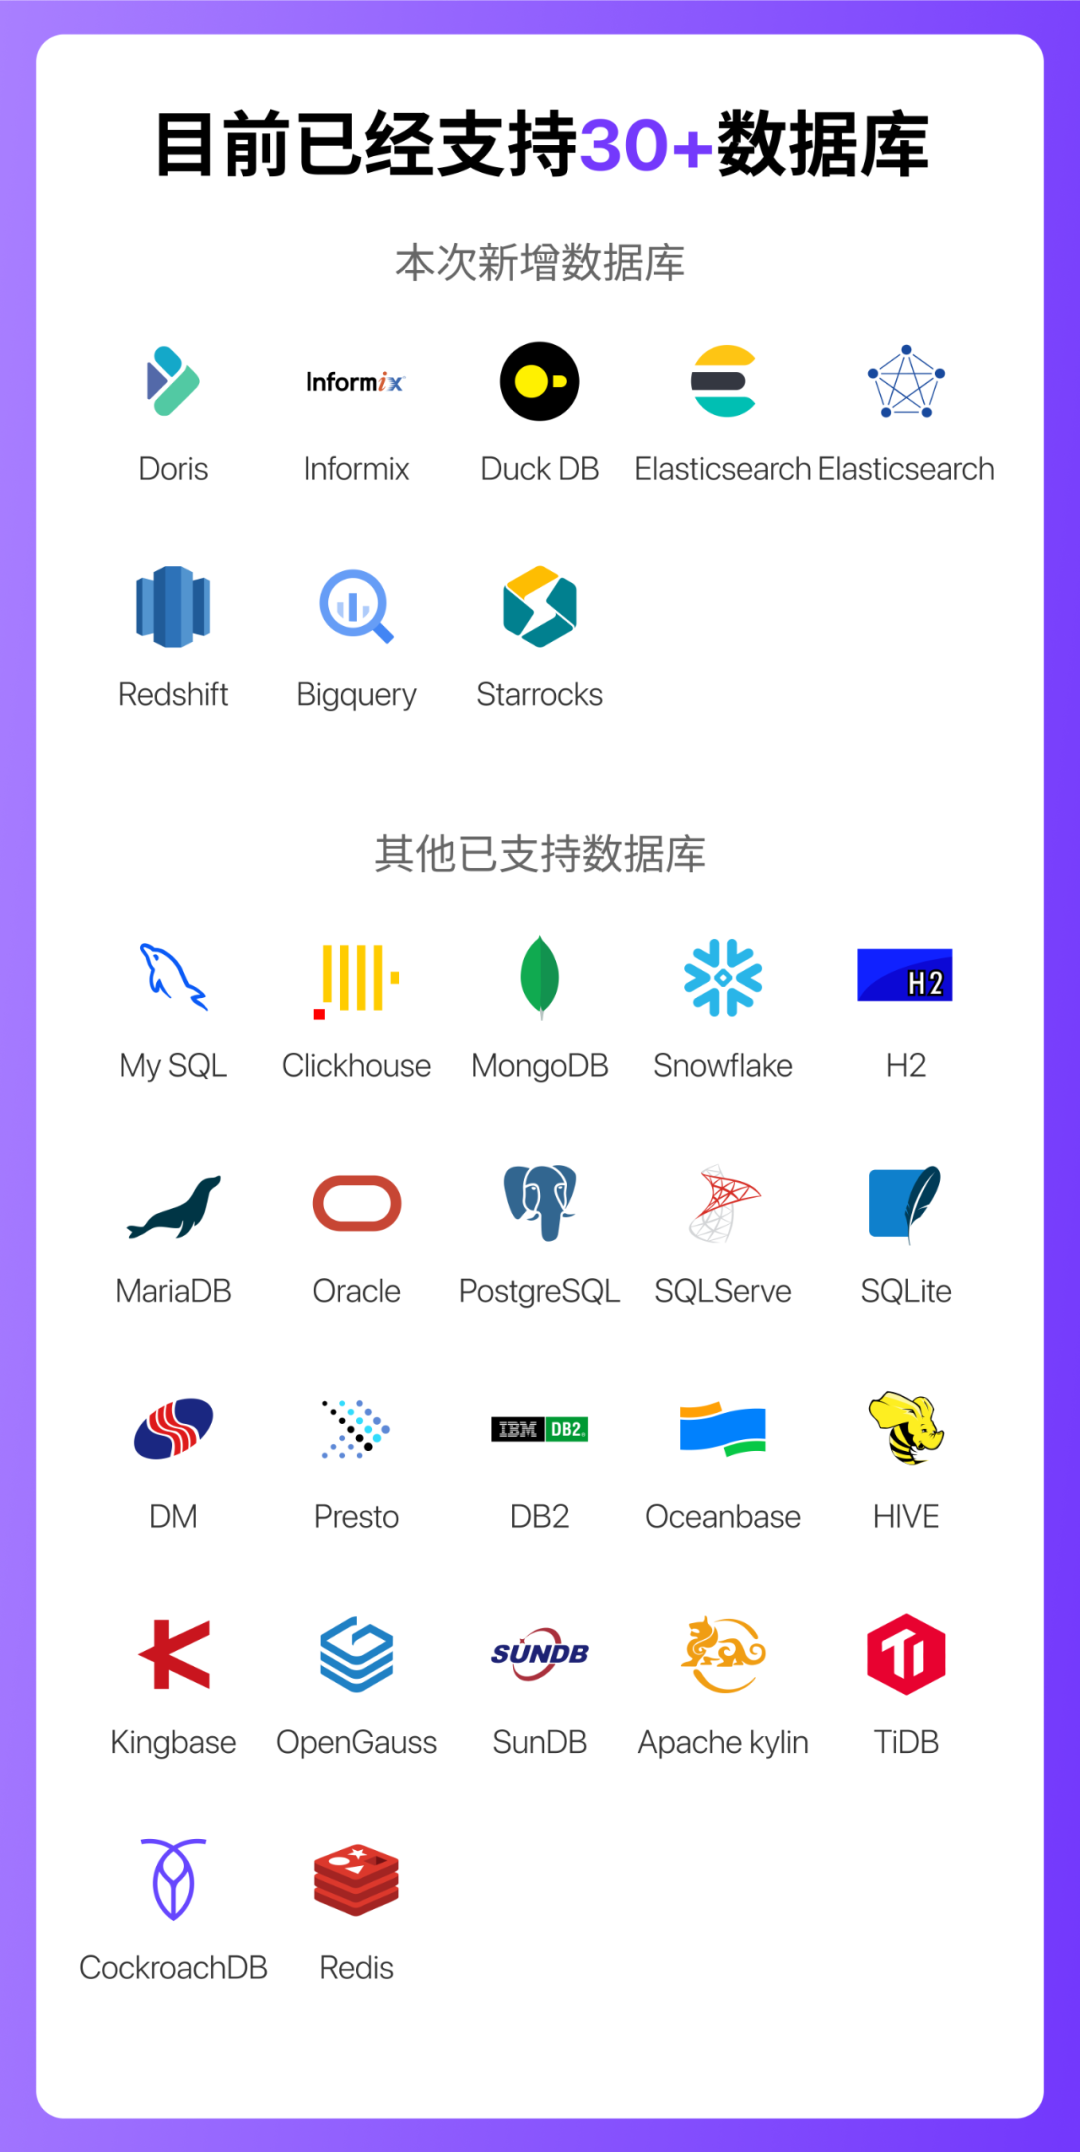 目前已经支持30+数据库
本次新增数据库
Informix
Doris Informix Duck DB Elasticsearch Elasticsearch
Redshift Bigquery Starrocks
其他已支持数据库
H2
My SQL Clickhouse MongoDB Snowflake H2
MariaDB Oracle PostgreSQL SQLServe SQLite
IBM DB2.
DM Presto DB2 Oceanbase HIVE
SUNDB TI
Kingbase OpenGauss SunDB Apache kylin TiDB
CockroachDB Redis